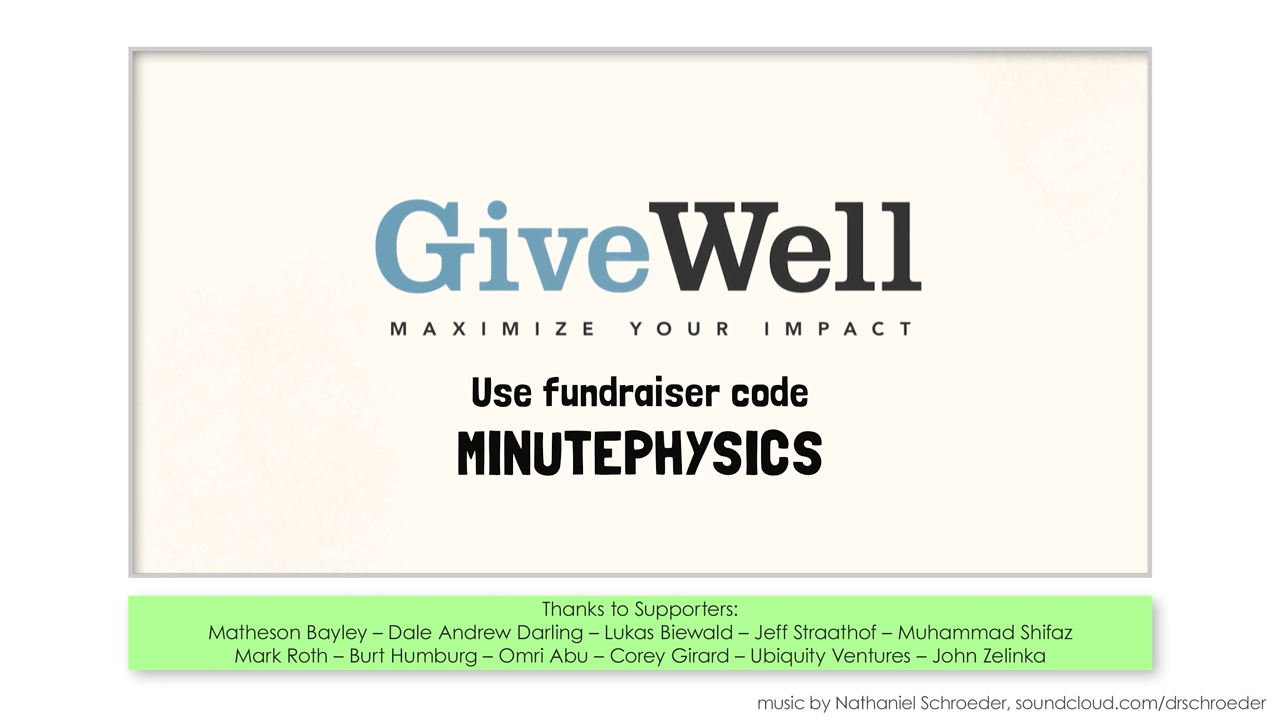 GiveWell
MAXIMIZE YOUR IMPACT
Use fundraiser code
MINUTEPHYSICS
Thanks to Supporters:
Matheson Bayley – Dale Andrew Darling – Lukas Biewald – Jeff Straathof – Muhammad Shifaz
Mark Roth – Burt Humburg – Omri Abu – Corey Girard – Ubiquity Ventures – John Zelinka
music by Nathaniel Schroeder, soundcloud.com/drschroeder